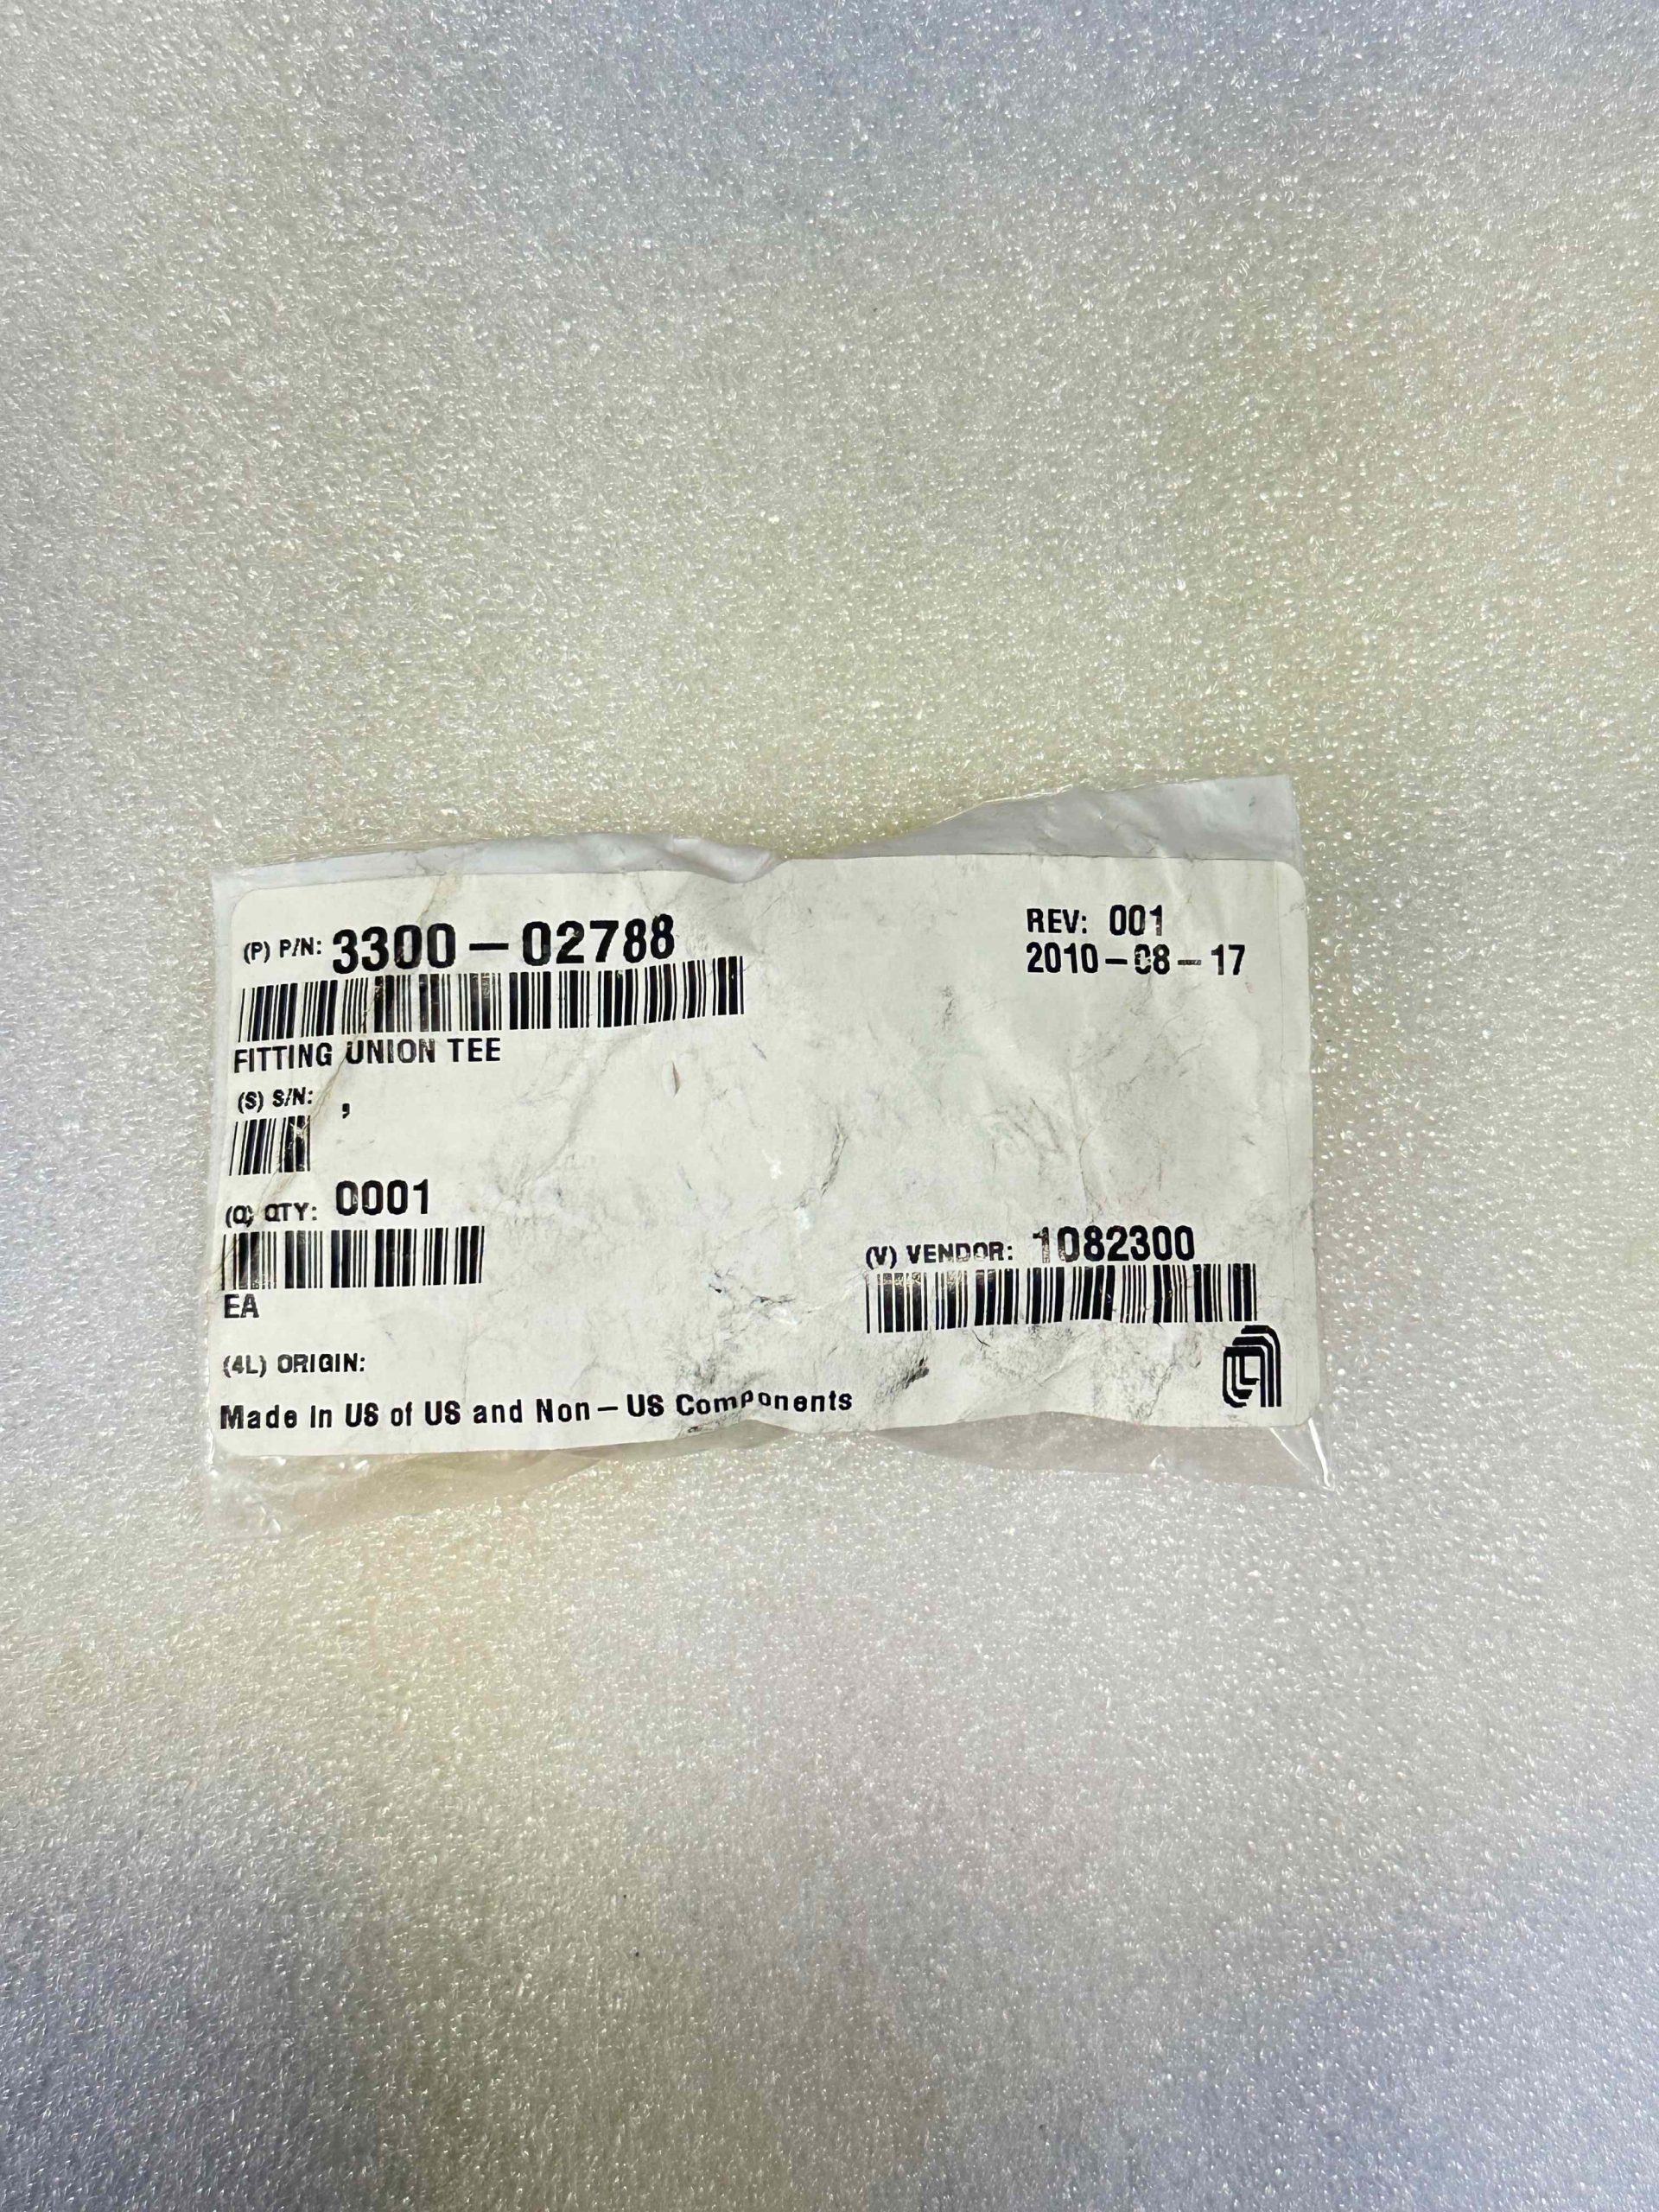 (P) P/N: 3300-02788
REV: 001
2010-08-17
FITTING UNION TEE
(S) S/N: ,
(Q) QTY: 0001
EA
(V) VENDOR: 1082300
(4L) ORIGIN:
Made in US of US and Non-US Components